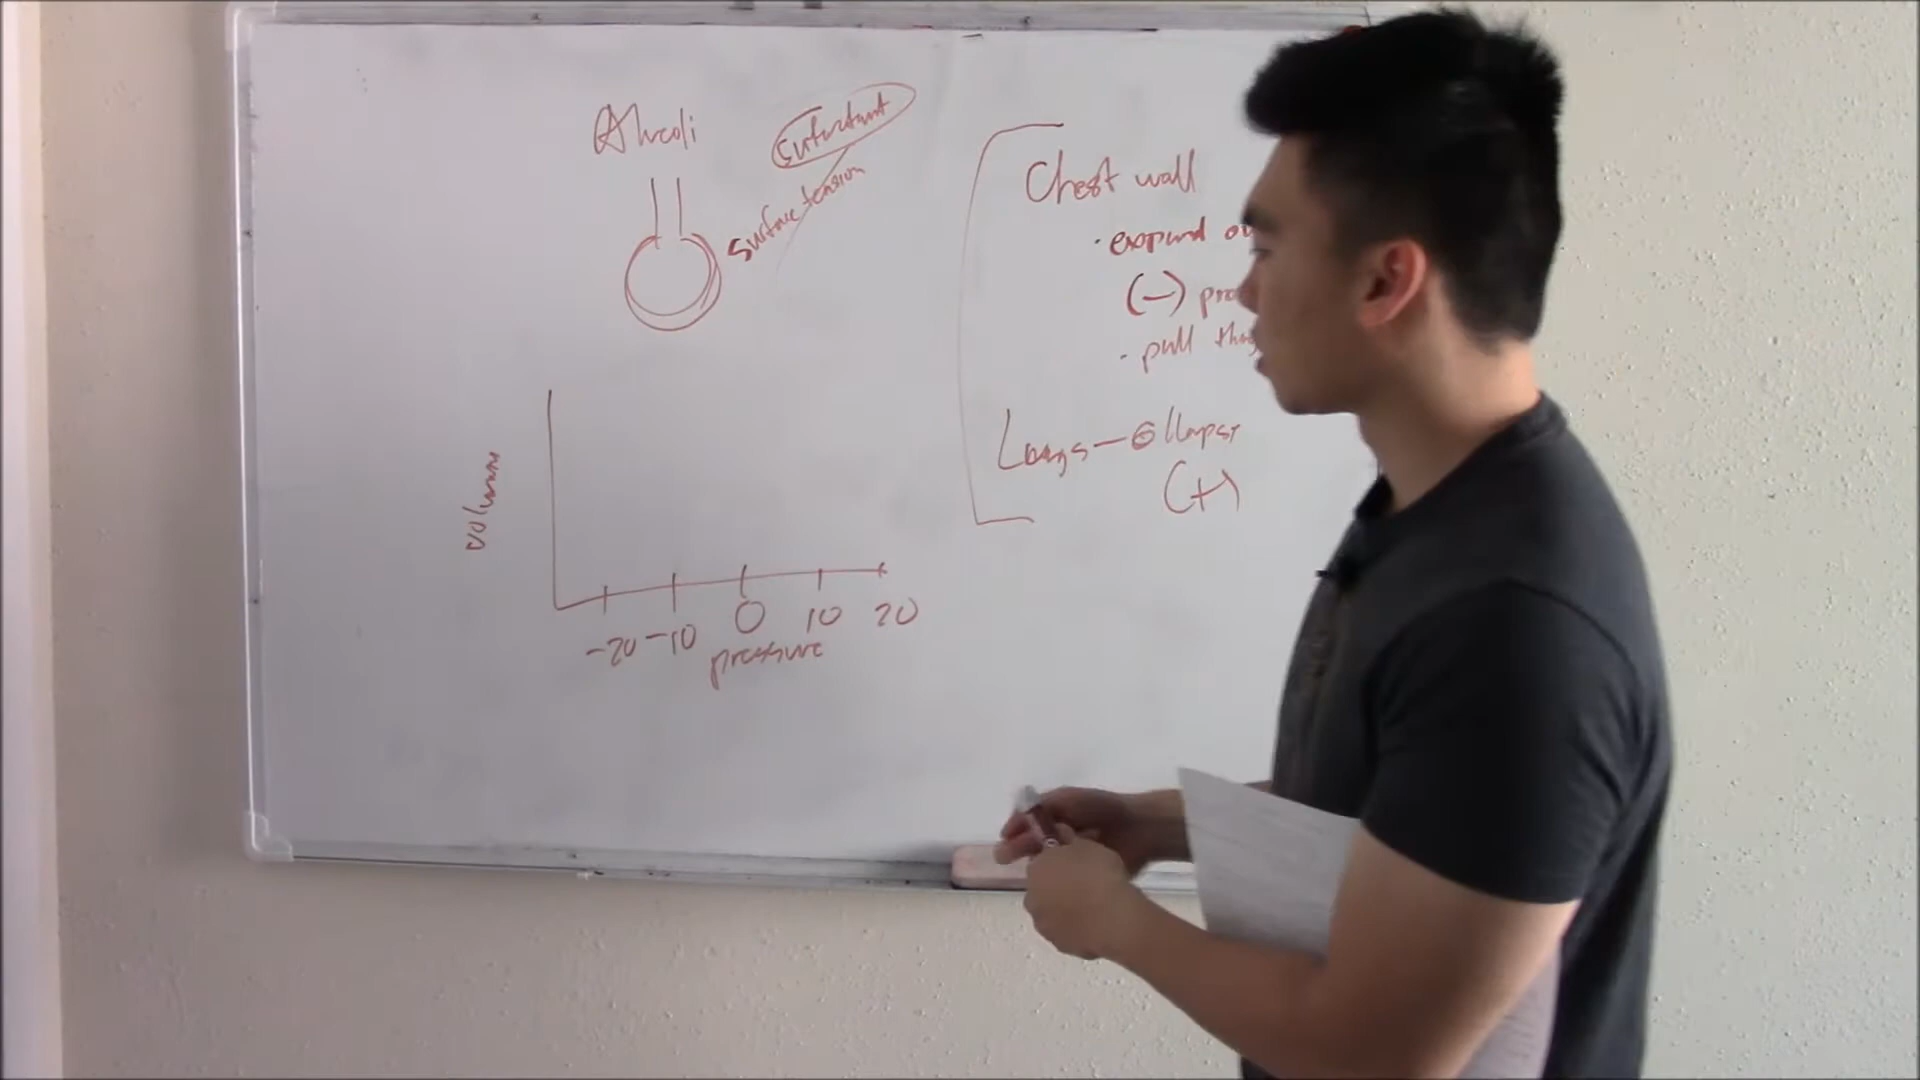 Alveoli
Surfactant
surface tension
Chest wall
· expand
(-)
· pull
Lungs - collapse
(+)
volume
-20 -10 0 10 20
pressure